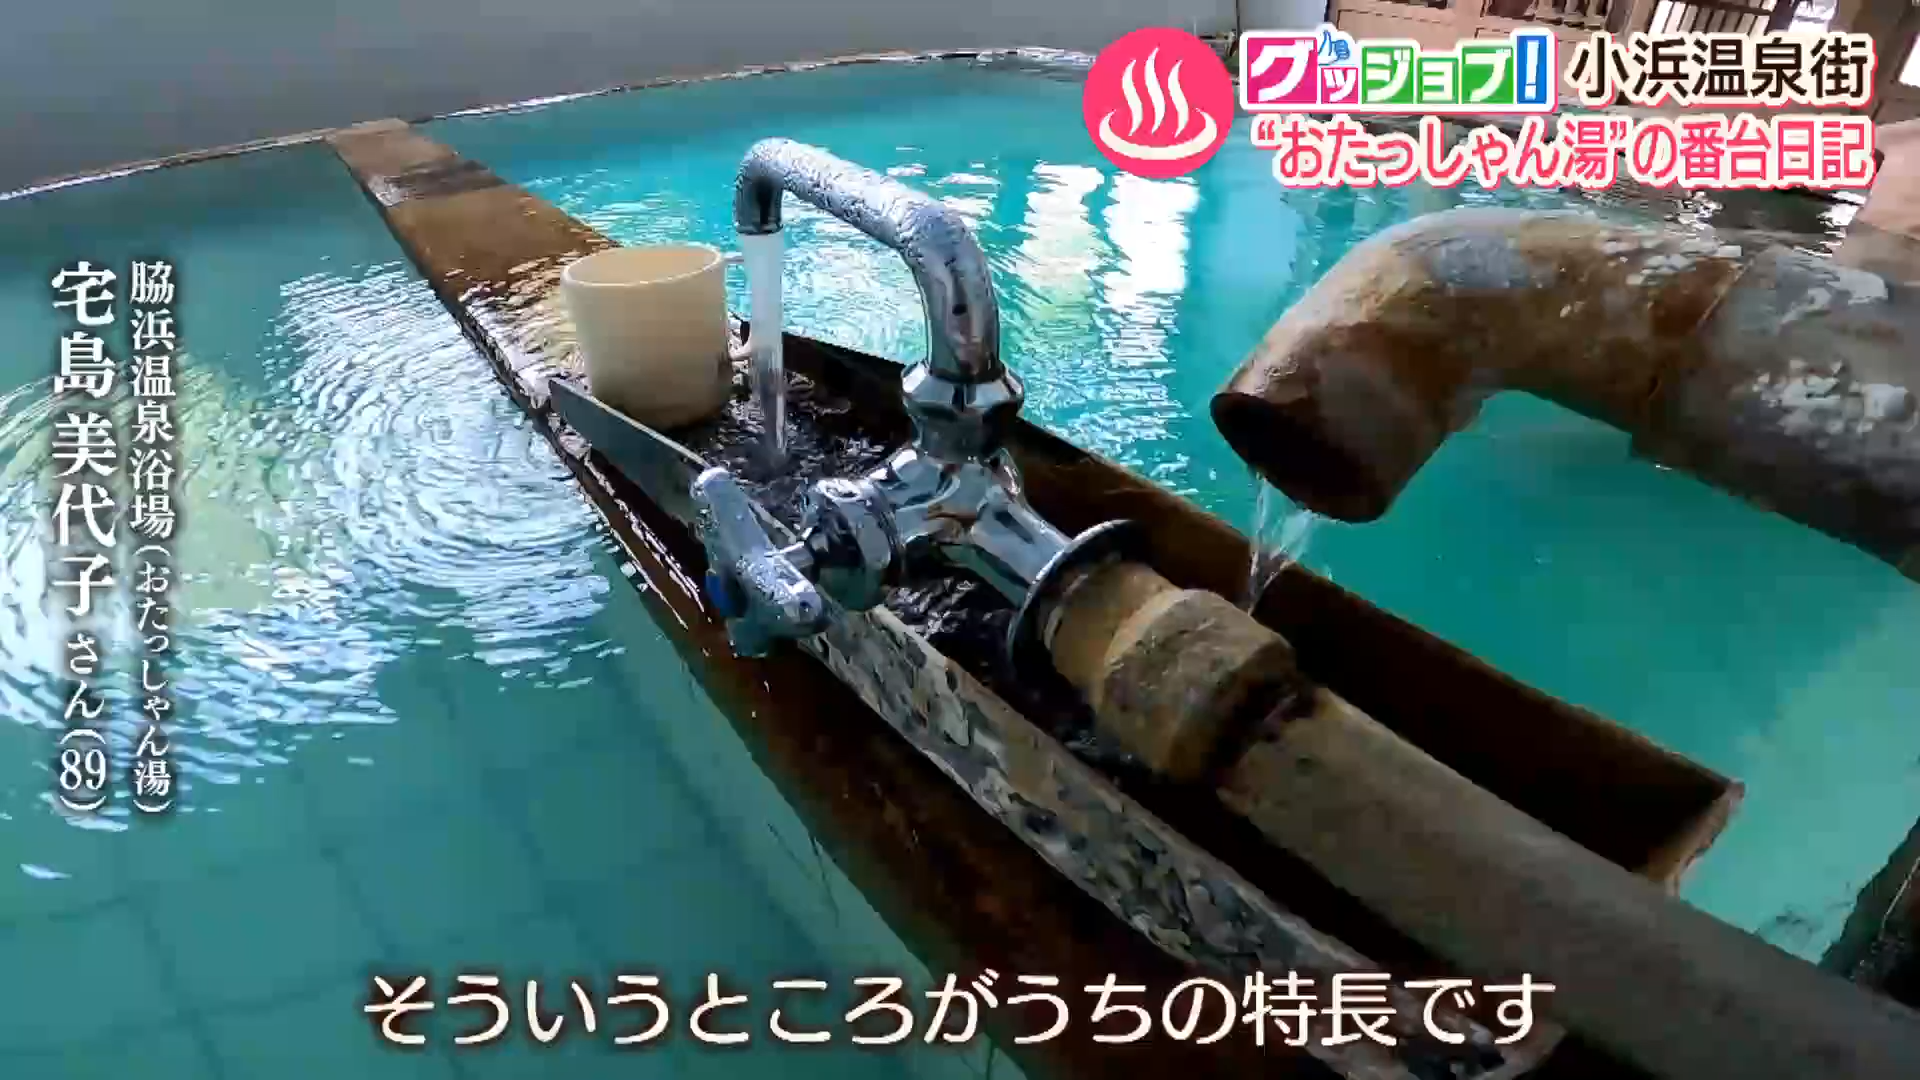 グッジョブ! 小浜温泉街
“おたっしゃん湯”の番台日記
脇浜温泉浴場(おたっしゃん湯)
宅島美代子さん(89)
そういうところがうちの特長です